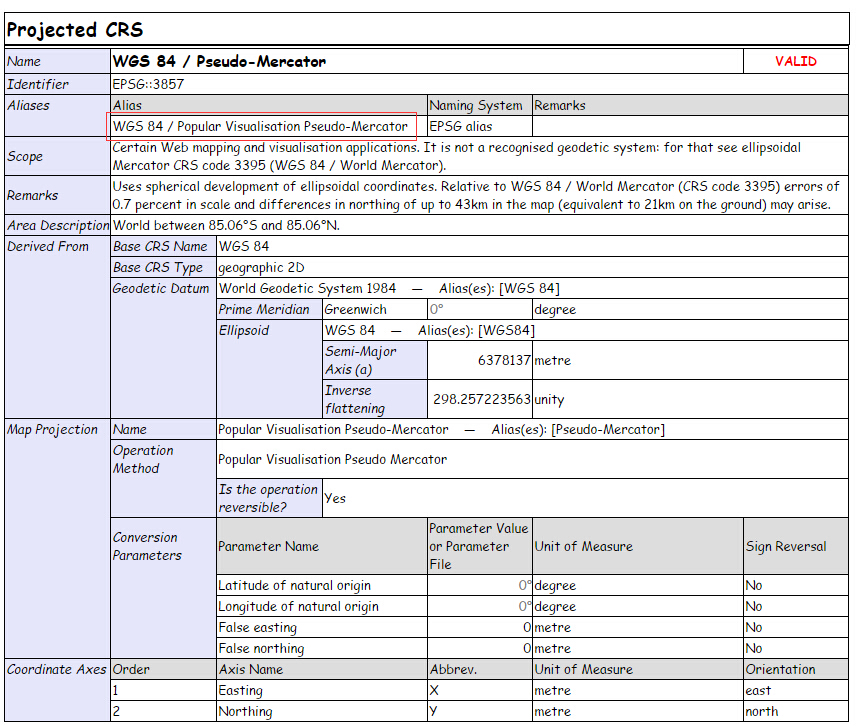 Projected CRS
Name WGS 84 / Pseudo-Mercator VALID
Identifier EPSG::3857
Aliases Alias Naming System Remarks
WGS 84 / Popular Visualisation Pseudo-Mercator EPSG alias
Scope Certain Web mapping and visualisation applications. It is not a recognised geodetic system: for that see ellipsoidal
Mercator CRS code 3395 (WGS 84 / World Mercator).
Remarks Uses spherical development of ellipsoidal coordinates. Relative to WGS 84 / World Mercator (CRS code 3395) errors of
0.7 percent in scale and differences in northing of up to 43km in the map (equivalent to 21km on the ground) may arise.
Area Description World between 85.06°S and 85.06°N.
Derived From Base CRS Name WGS 84
Base CRS Type geographic 2D
Geodetic Datum World Geodetic System 1984 — Alias(es): [WGS 84]
Prime Meridian Greenwich 0° degree
Ellipsoid WGS 84 — Alias(es): [WGS84]
Semi-Major
Axis (a) 6378137 metre
Inverse
flattening 298.257223563 unity
Map Projection Name Popular Visualisation Pseudo-Mercator — Alias(es): [Pseudo-Mercator]
Operation
Method Popular Visualisation Pseudo Mercator
Is the operation
reversible? Yes
Conversion
Parameters Parameter Name Parameter Value
or Parameter
File Unit of Measure Sign Reversal
Latitude of natural origin 0° degree No
Longitude of natural origin 0° degree No
False easting 0 metre No
False northing 0 metre No
Coordinate Axes Order Axis Name Abbrev. Unit of Measure Orientation
1 Easting X metre east
2 Northing Y metre north